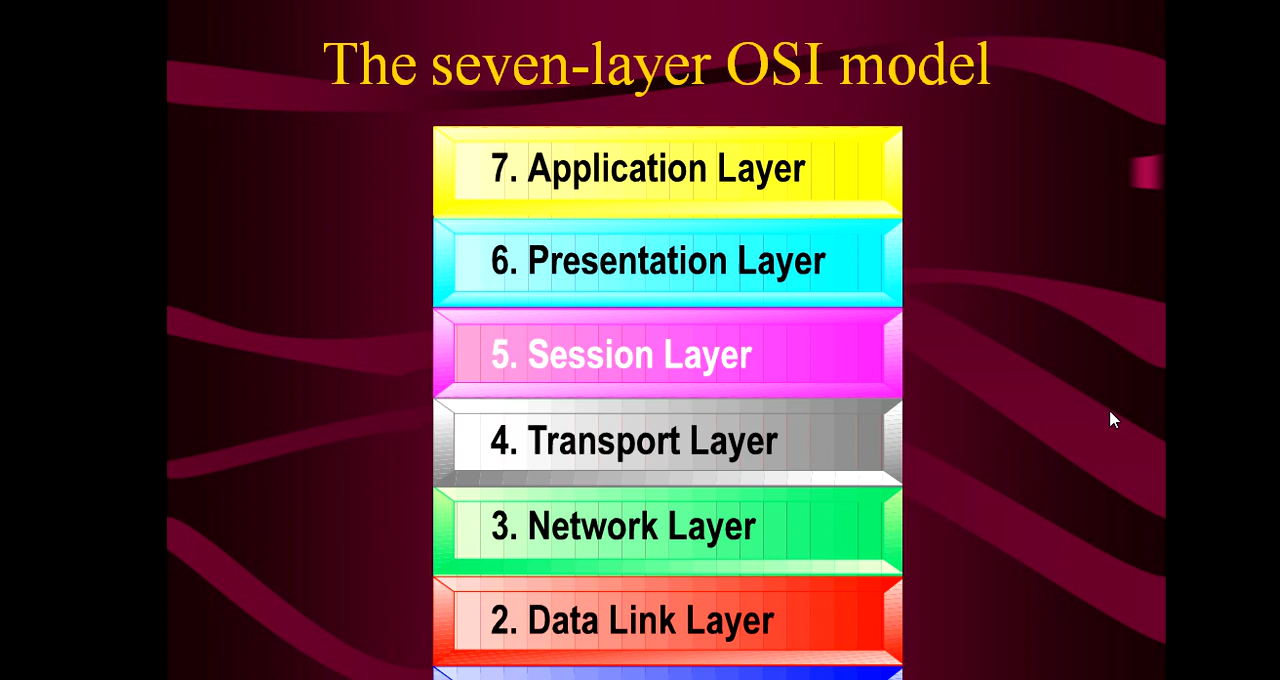 The seven-layer OSI model
7. Application Layer
6. Presentation Layer
5. Session Layer
4. Transport Layer
3. Network Layer
2. Data Link Layer